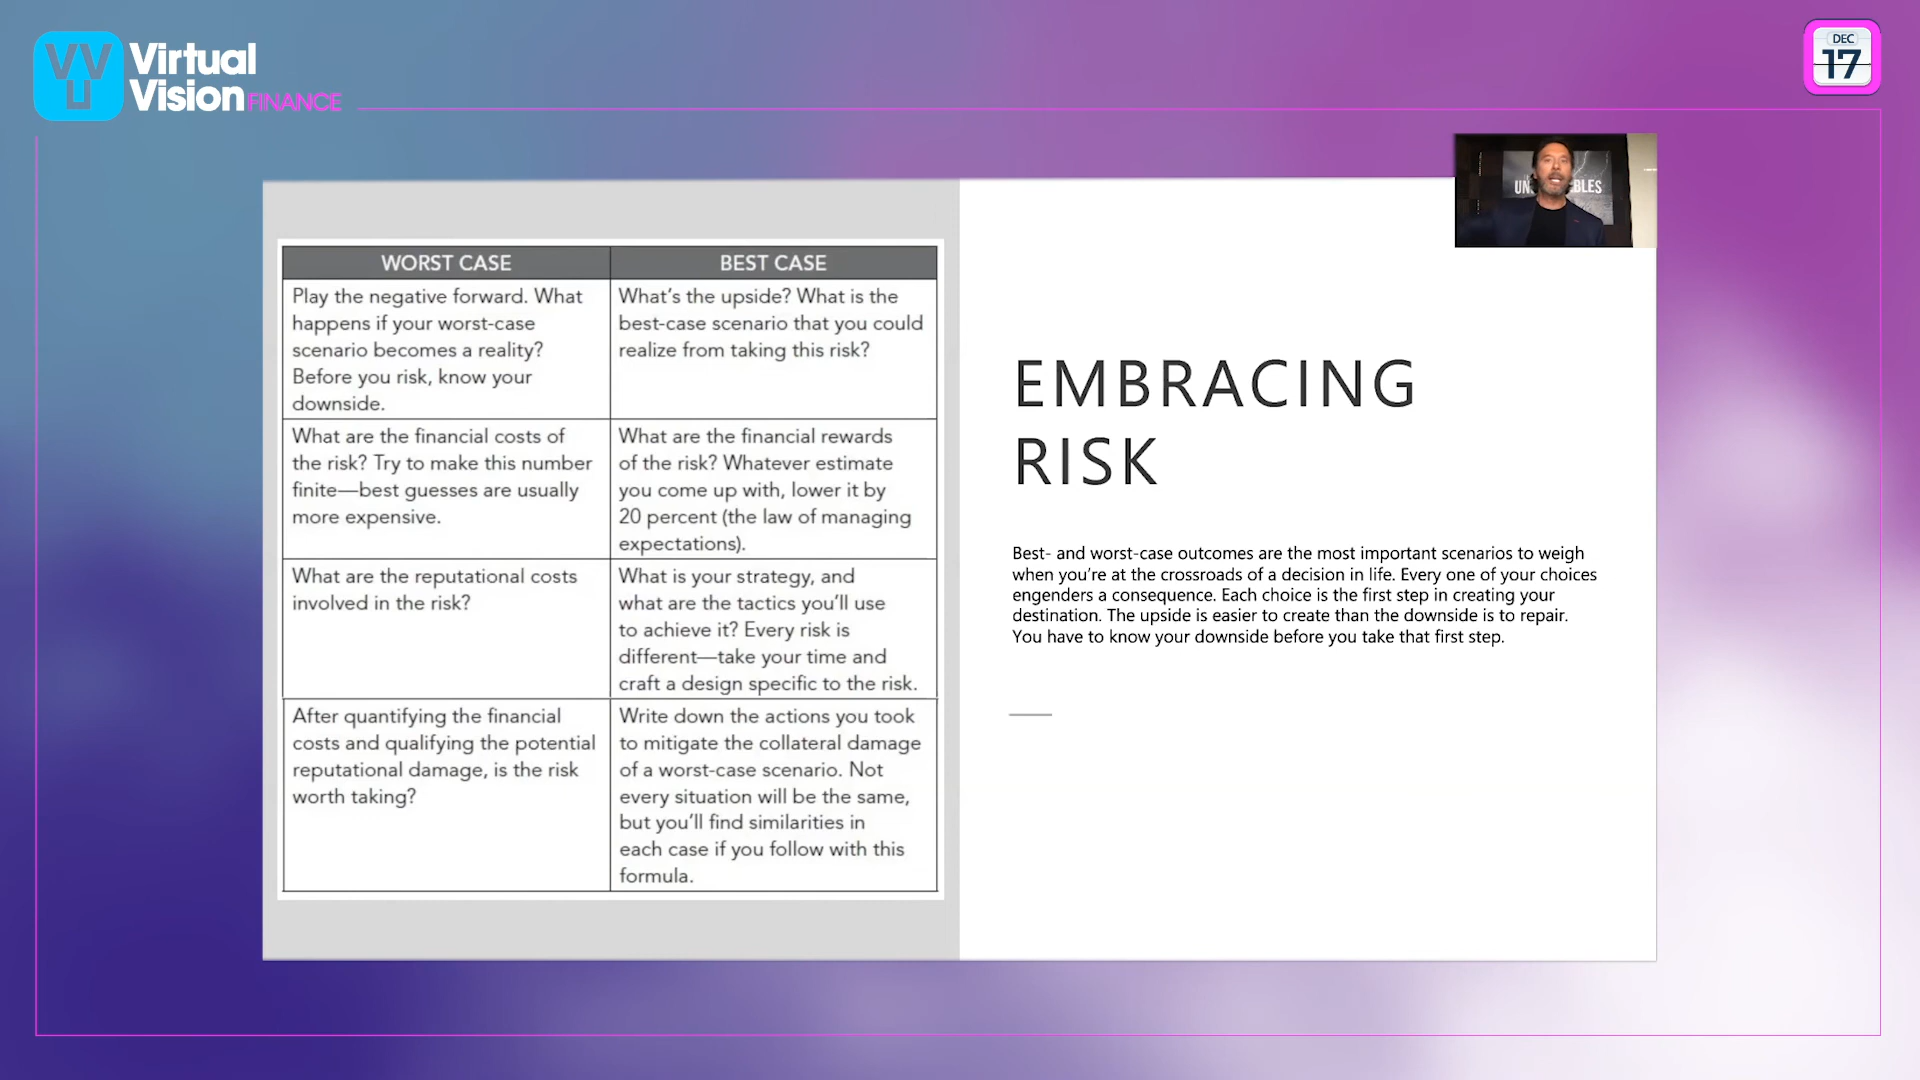 VVU
Virtual
Vision FINANCE
DEC
17
WORST CASE
Play the negative forward. What
happens if your worst-case
scenario becomes a reality?
Before you risk, know your
downside.
What are the financial costs of
the risk? Try to make this number
finite—best guesses are usually
more expensive.
What are the reputational costs
involved in the risk?
After quantifying the financial
costs and qualifying the potential
reputational damage, is the risk
worth taking?
BEST CASE
What's the upside? What is the
best-case scenario that you could
realize from taking this risk?
What are the financial rewards
of the risk? Whatever estimate
you come up with, lower it by
20 percent (the law of managing
expectations).
What is your strategy, and
what are the tactics you'll use
to achieve it? Every risk is
different—take your time and
craft a design specific to the risk.
Write down the actions you took
to mitigate the collateral damage
of a worst-case scenario. Not
every situation will be the same,
but you'll find similarities in
each case if you follow with this
formula.
EMBRACING
RISK
Best- and worst-case outcomes are the most important scenarios to weigh
when you're at the crossroads of a decision in life. Every one of your choices
engenders a consequence. Each choice is the first step in creating your
destination. The upside is easier to create than the downside is to repair.
You have to know your downside before you take that first step.